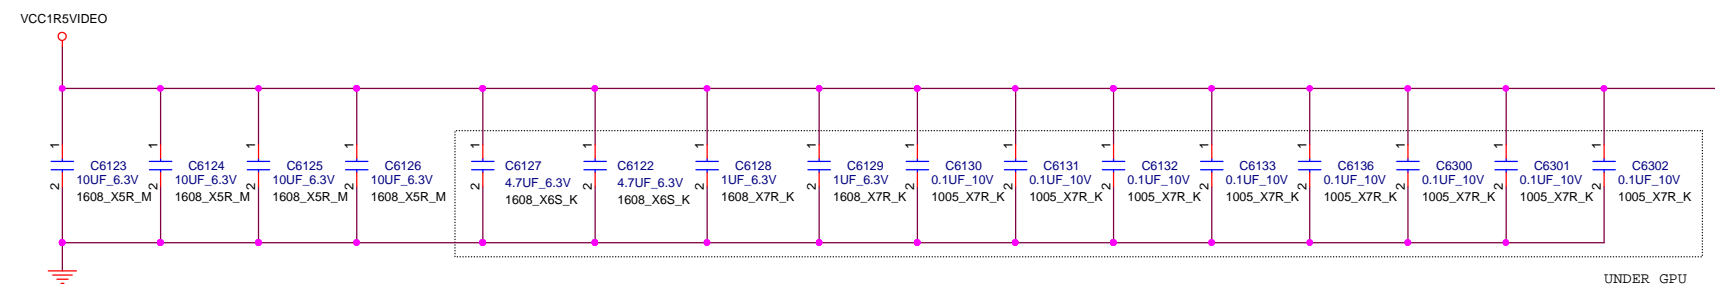 VCC1R5VIDEO
1
2
C6123
10UF_6.3V
1608_X5R_M
1
2
C6124
10UF_6.3V
1608_X5R_M
1
2
C6125
10UF_6.3V
1608_X5R_M
1
2
C6126
10UF_6.3V
1608_X5R_M
1
2
C6127
4.7UF_6.3V
1608_X6S_K
1
2
C6122
4.7UF_6.3V
1608_X6S_K
1
2
C6128
1UF_6.3V
1608_X7R_K
1
2
C6129
1UF_6.3V
1608_X7R_K
1
2
C6130
0.1UF_10V
1005_X7R_K
1
2
C6131
0.1UF_10V
1005_X7R_K
1
2
C6132
0.1UF_10V
1005_X7R_K
1
2
C6133
0.1UF_10V
1005_X7R_K
1
2
C6136
0.1UF_10V
1005_X7R_K
1
2
C6300
0.1UF_10V
1005_X7R_K
1
2
C6301
0.1UF_10V
1005_X7R_K
1
2
C6302
0.1UF_10V
1005_X7R_K
UNDER GPU